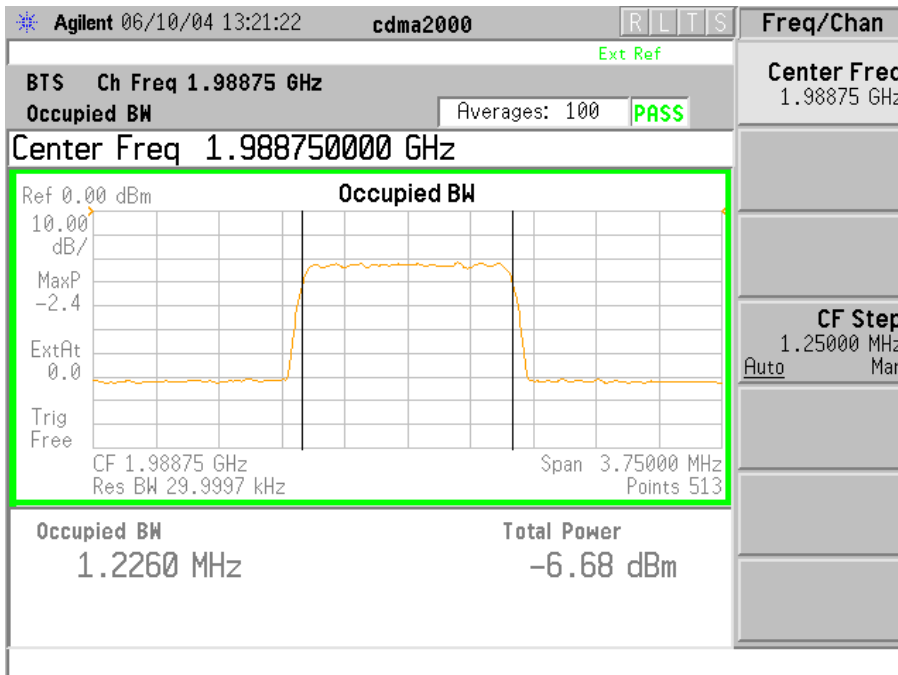 Agilent 06/10/04 13:21:22 cdma2000 R L T S Freq/Chan
Ext Ref
BTS Ch Freq 1.98875 GHz
Occupied BW Averages: 100 PASS
Center Freq 1.988750000 GHz
Ref 0.00 dBm Occupied BW
10.00
dB/
MaxP
-2.4
ExtAt
0.0
Trig
Free
CF 1.98875 GHz Span 3.75000 MHz
Res BW 29.9997 kHz Points 513
Occupied BW Total Power
1.2260 MHz -6.68 dBm
Center Freq
1.98875 GHz
CF Step
1.25000 MHz
Auto Man